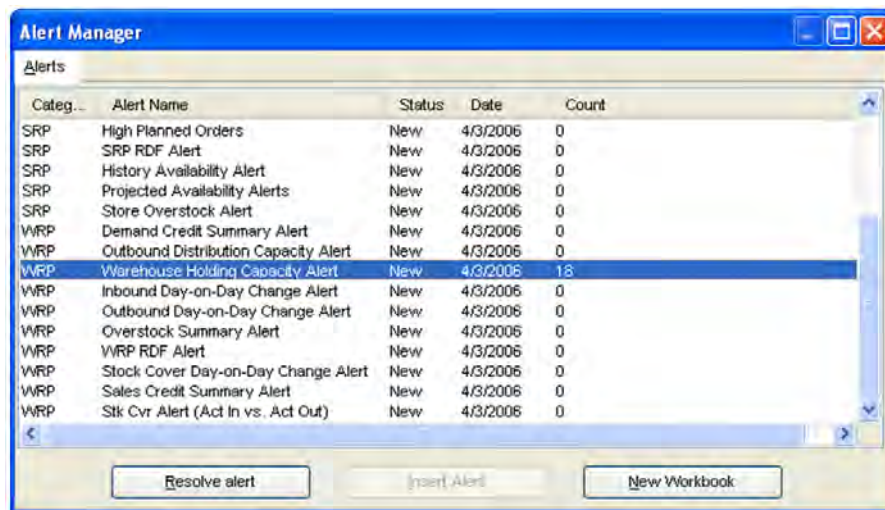 Alert Manager
Alerts
Categ... Alert Name Status Date Count
SRP High Planned Orders New 4/3/2006 0
SRP SRP RDF Alert New 4/3/2006 0
SRP History Availability Alert New 4/3/2006 0
SRP Projected Availability Alerts New 4/3/2006 0
SRP Store Overstock Alert New 4/3/2006 0
WRP Demand Credit Summary Alert New 4/3/2006 0
WRP Outbound Distribution Capacity Alert New 4/3/2006 0
WRP Warehouse Holding Capacity Alert New 4/3/2006 18
WRP Inbound Day-on-Day Change Alert New 4/3/2006 0
WRP Outbound Day-on-Day Change Alert New 4/3/2006 0
WRP Overstock Summary Alert New 4/3/2006 0
WRP WRP RDF Alert New 4/3/2006 0
WRP Stock Cover Day-on-Day Change Alert New 4/3/2006 0
WRP Sales Credit Summary Alert New 4/3/2006 0
WRP Stk Cvr Alert (Act In vs. Act Out) New 4/3/2006 0
Resolve alert Insert Alert New Workbook